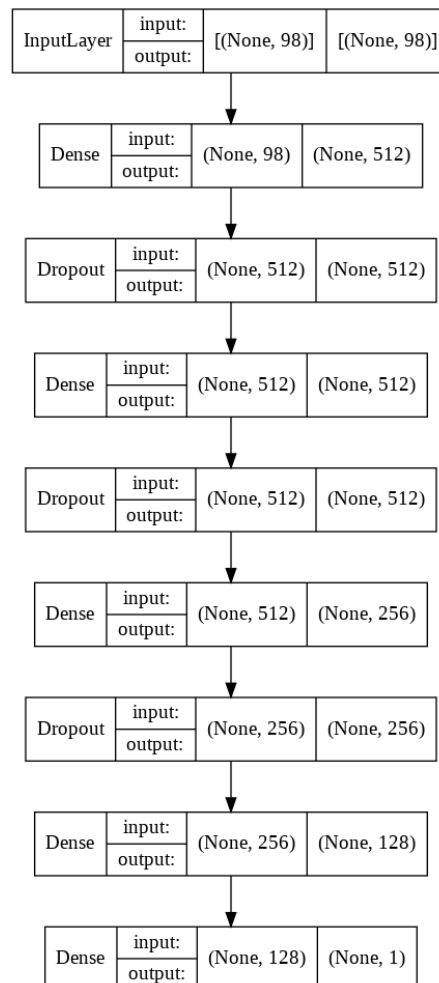 InputLayer input: output: [(None, 98)] [(None, 98)]
Dense input: output: (None, 98) (None, 512)
Dropout input: output: (None, 512) (None, 512)
Dense input: output: (None, 512) (None, 512)
Dropout input: output: (None, 512) (None, 512)
Dense input: output: (None, 512) (None, 256)
Dropout input: output: (None, 256) (None, 256)
Dense input: output: (None, 256) (None, 128)
Dense input: output: (None, 128) (None, 1)